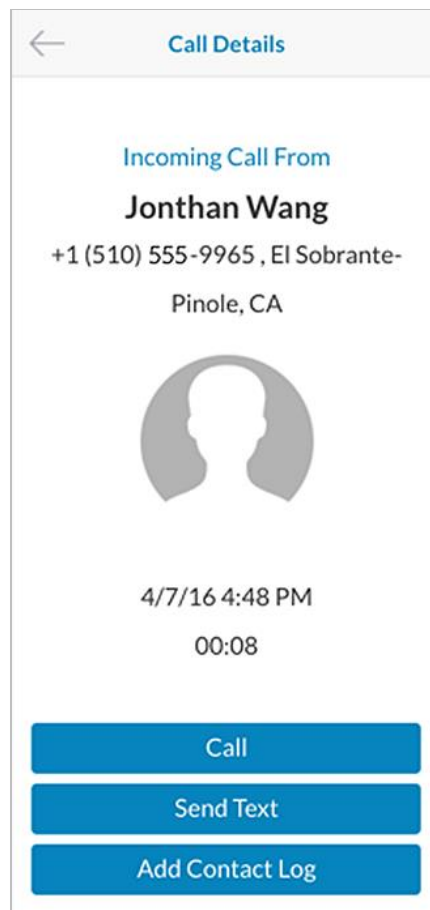 Call Details
Incoming Call From
Jonthan Wang
+1 (510) 555-9965 , El Sobrante-
Pinole, CA
4/7/16 4:48 PM
00:08
Call
Send Text
Add Contact Log